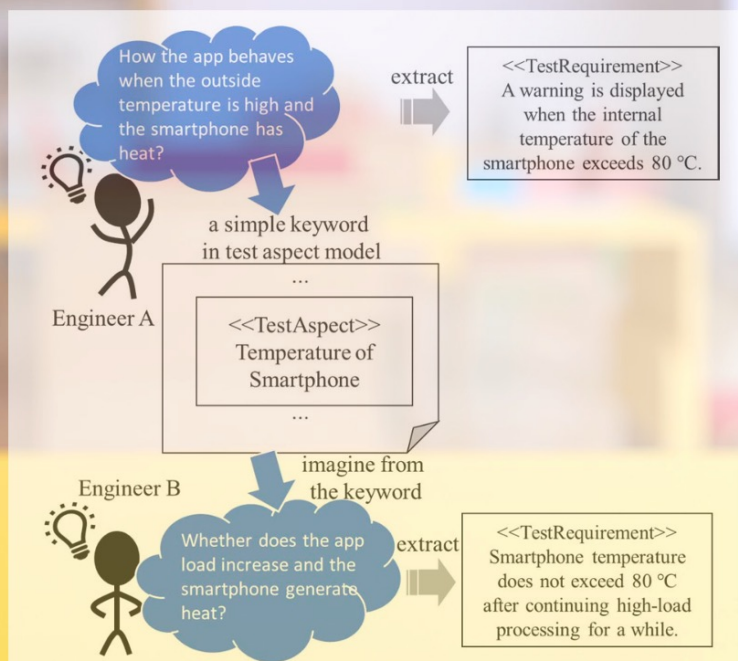 How the app behaves
when the outside
temperature is high and
the smartphone has
heat?
extract
<<TestRequirement>>
A warning is displayed
when the internal
temperature of the
smartphone exceeds 80 °C.
a simple keyword
in test aspect model
Engineer A
...
<<TestAspect>>
Temperature of
Smartphone
...
imagine from
the keyword
Engineer B
Whether does the app
load increase and the
smartphone generate
heat?
extract
<<TestRequirement>>
Smartphone temperature
does not exceed 80 °C
after continuing high-load
processing for a while.